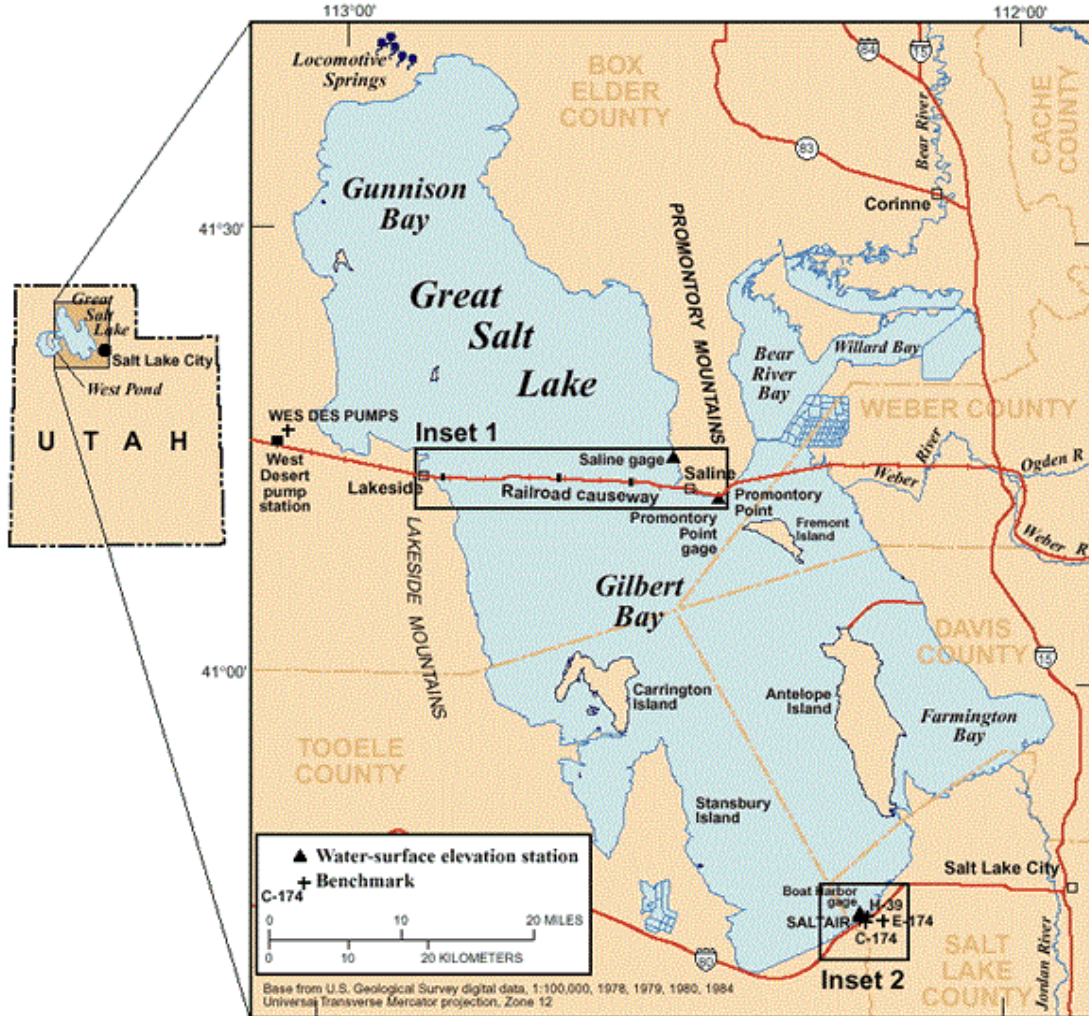 113°00'
112°00'
Locomotive
Springs
BOX
ELDER
COUNTY
84
15
Bear River
CACHE
COUNTY
83
Gunnison
Bay
Corinne
41°30'
PROMONTORY MOUNTAINS
Great
Salt
Lake
Great
Salt
Lake
Salt Lake City
West Pond
UTAH
Bear
River
Bay
Willard Bay
WES DES PUMPS
WEBER COUNTY
Inset 1
West
Desert
pump
station
Saline gage
Saline
Lakeside
Railroad causeway
Promontory
Point
Promontory
Point
gage
Weber River
Ogden R
Weber R
Fremont
Island
LAKESIDE MOUNTAINS
Gilbert
Bay
DAVIS
COUNTY
15
41°00'
Carrington
Island
Antelope
Island
Farmington
Bay
TOOELE
COUNTY
Stansbury
Island
Water-surface elevation station
C-174
Benchmark
0 10 20 MILES
0 10 20 KILOMETERS
Salt Lake City
Boat Harbor
gage
H-39
SALTAIR
E-174
C-174
80
Inset 2
SALT
LAKE
COUNTY
Jordan River
Base from U.S. Geological Survey digital data, 1:100,000, 1978, 1979, 1980, 1984
Universal Transverse Mercator projection, Zone 12